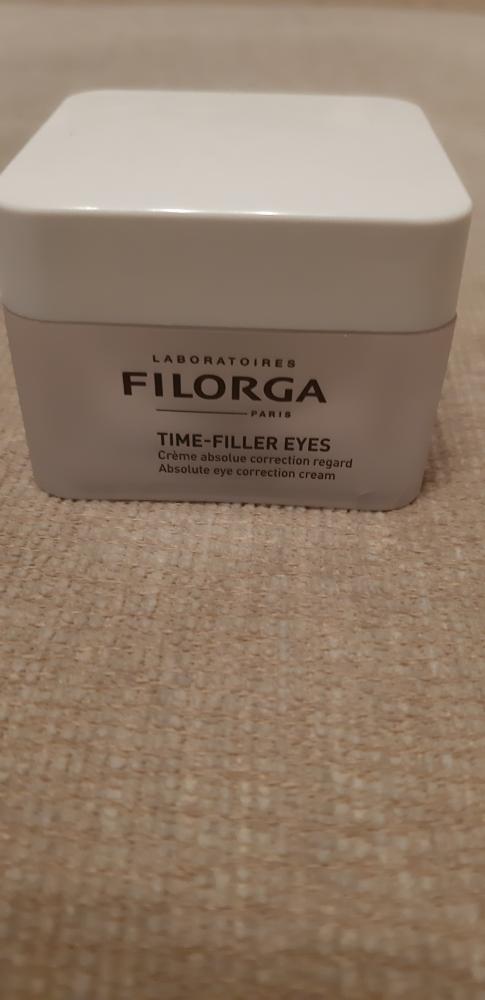 LABORATOIRES
FILORGA
PARIS
TIME-FILLER EYES
Crème absolue correction regard
Absolute eye correction cream